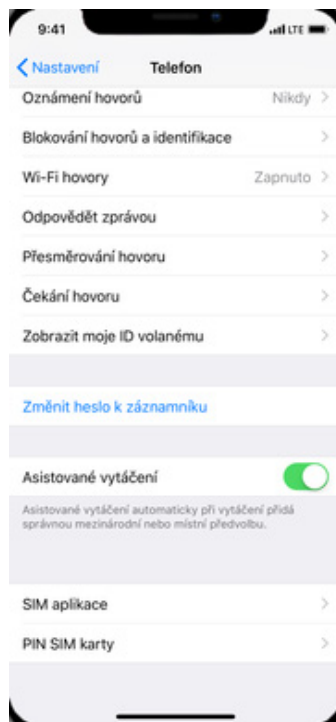 9:41
LTE
Nastavení
Telefon
Oznámení hovorů
Nikdy
Blokování hovorů a identifikace
Wi-Fi hovory
Zapnuto
Odpovědět zprávou
Přesměrování hovoru
Čekání hovoru
Zobrazit moje ID volanému
Změnit heslo k záznamníku
Asistované vytáčení
Asistované vytáčení automaticky při vytáčení přidá
správnou mezinárodní nebo místní předvolbu.
SIM aplikace
PIN SIM karty